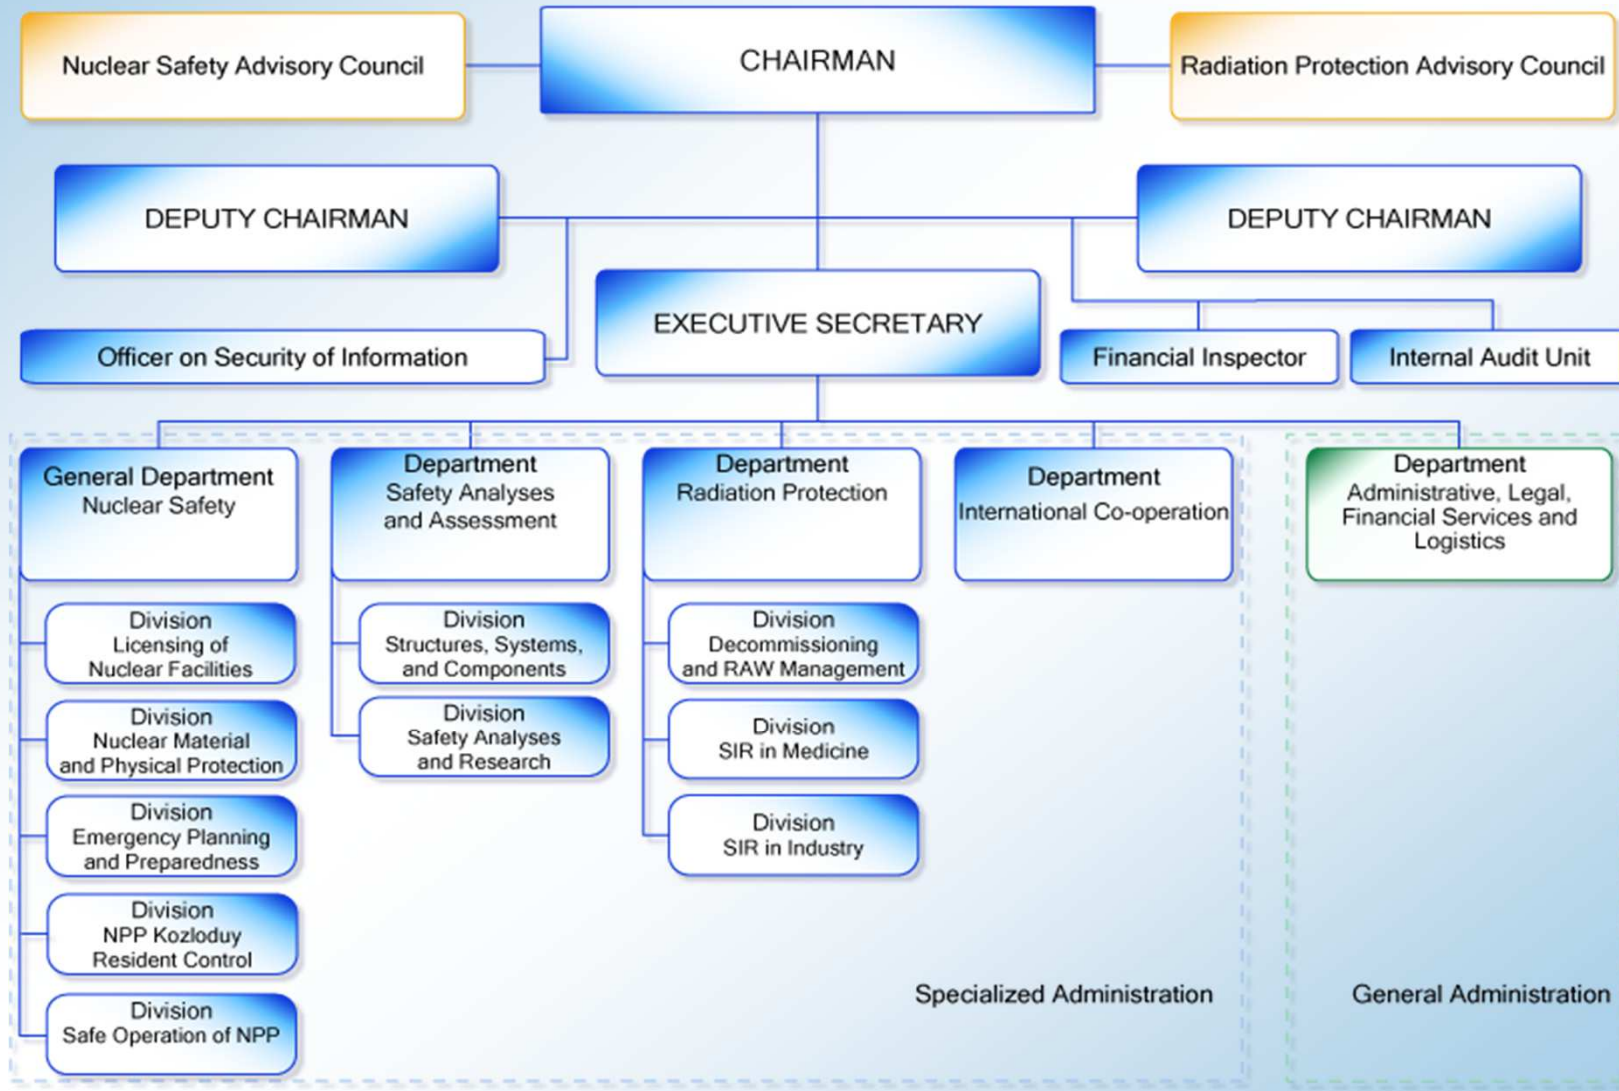 Nuclear Safety Advisory Council
CHAIRMAN
Radiation Protection Advisory Council
DEPUTY CHAIRMAN
DEPUTY CHAIRMAN
EXECUTIVE SECRETARY
Officer on Security of Information
Financial Inspector
Internal Audit Unit
General Department
Nuclear Safety
Department
Safety Analyses
and Assessment
Department
Radiation Protection
Department
International Co-operation
Department
Administrative, Legal,
Financial Services and
Logistics
Division
Licensing of
Nuclear Facilities
Division
Nuclear Material
and Physical Protection
Division
Emergency Planning
and Preparedness
Division
NPP Kozloduy
Resident Control
Division
Safe Operation of NPP
Division
Structures, Systems,
and Components
Division
Safety Analyses
and Research
Division
Decommissioning
and RAW Management
Division
SIR in Medicine
Division
SIR in Industry
Specialized Administration
General Administration